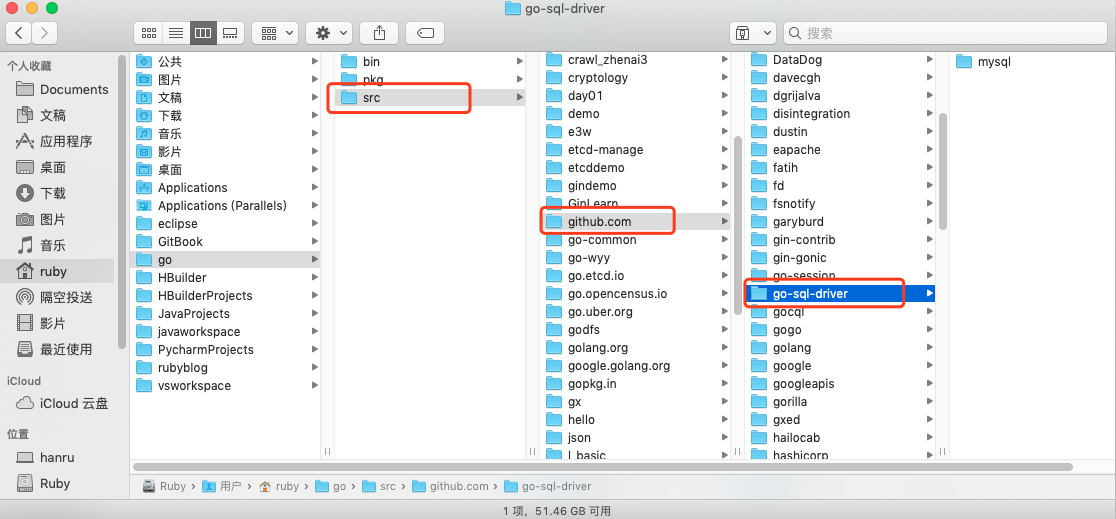 go-sql-driver
搜索
个人收藏
Documents
文稿
应用程序
桌面
下载
图片
音乐
ruby
隔空投送
影片
最近使用
iCloud
iCloud 云盘
位置
hanru
Ruby
公共
图片
文稿
下载
音乐
影片
桌面
Applications
Applications (Parallels)
eclipse
GitBook
go
HBuilder
HBuilderProjects
JavaProjects
javaworkspace
PycharmProjects
rubyblog
vsworkspace
bin
pkg
src
crawl_zhenai3
cryptology
day01
demo
e3w
etcd-manage
etcddemo
gindemo
GinLearn
github.com
go-common
go-wyy
go.etcd.io
go.opencensus.io
go.uber.org
godfs
golang.org
google.golang.org
gopkg.in
gx
hello
json
l_basic
DataDog
davecgh
dgrijalva
disintegration
dustin
eapache
fatih
fd
fsnotify
garyburd
gin-contrib
gin-gonic
go-session
go-sql-driver
gocql
gogo
golang
google
googleapis
gorilla
gxed
hailocab
hashicorp
mysql
Ruby › 用户 › ruby › go › src › github.com › go-sql-driver
1 项，51.46 GB 可用